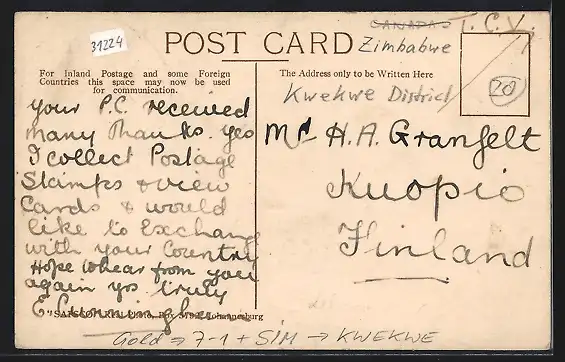 31224
POST CARD
CANADA
T.C.V.
Zimbabwe
For Inland Postage and some Foreign
Countries this space may now be used
for communication.
The Address only to be Written Here
Kwekwe District
20
your P.C. received
many thanks. yes
I collect Postage
Stamps & view
Cards & would
like to Exchange
with your Country
Hope to hear from you
again yrs truly
E
Mr H. A. Granfelt
Kuopio
Finland
Johannesburg
Gold → 7-1 + SIM → KWEKWE